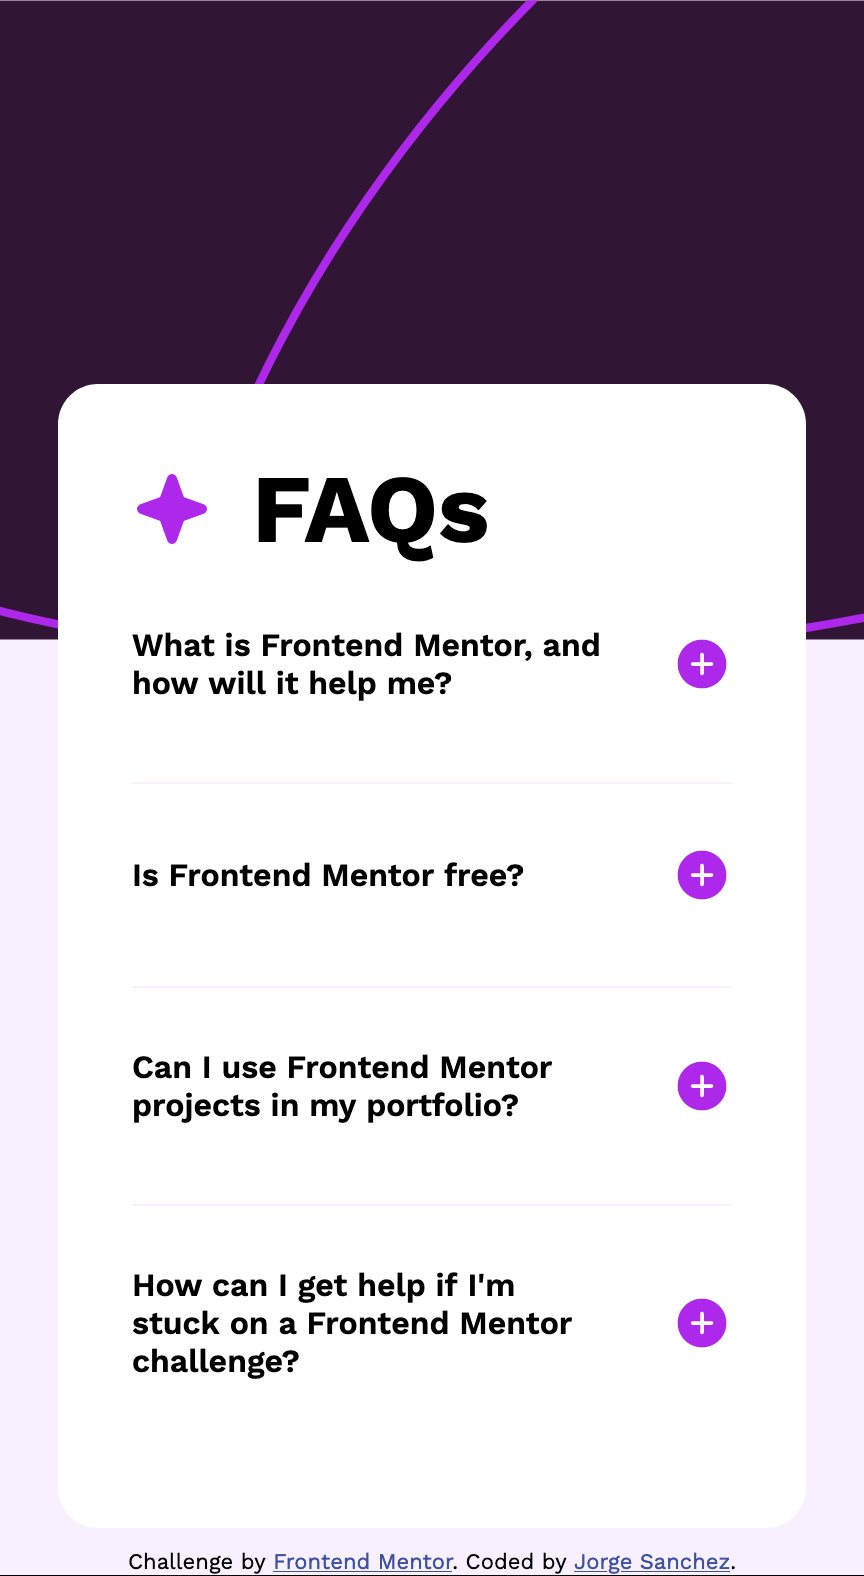 FAQs
What is Frontend Mentor, and
how will it help me?
Is Frontend Mentor free?
Can I use Frontend Mentor
projects in my portfolio?
How can I get help if I'm
stuck on a Frontend Mentor
challenge?
Challenge by Frontend Mentor. Coded by Jorge Sanchez.